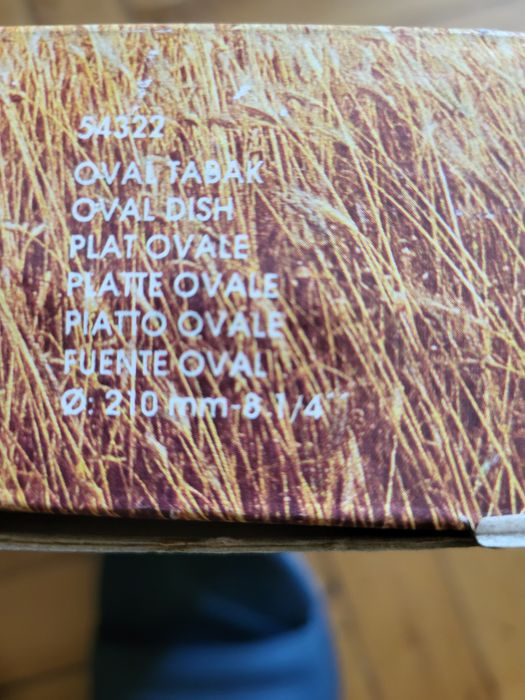 54322
OVAL TABAK
OVAL DISH
PLAT OVALE
PLATTE OVALE
PIATTO OVALE
FUENTE OVAL
Ø: 210 mm-8.1/4´´